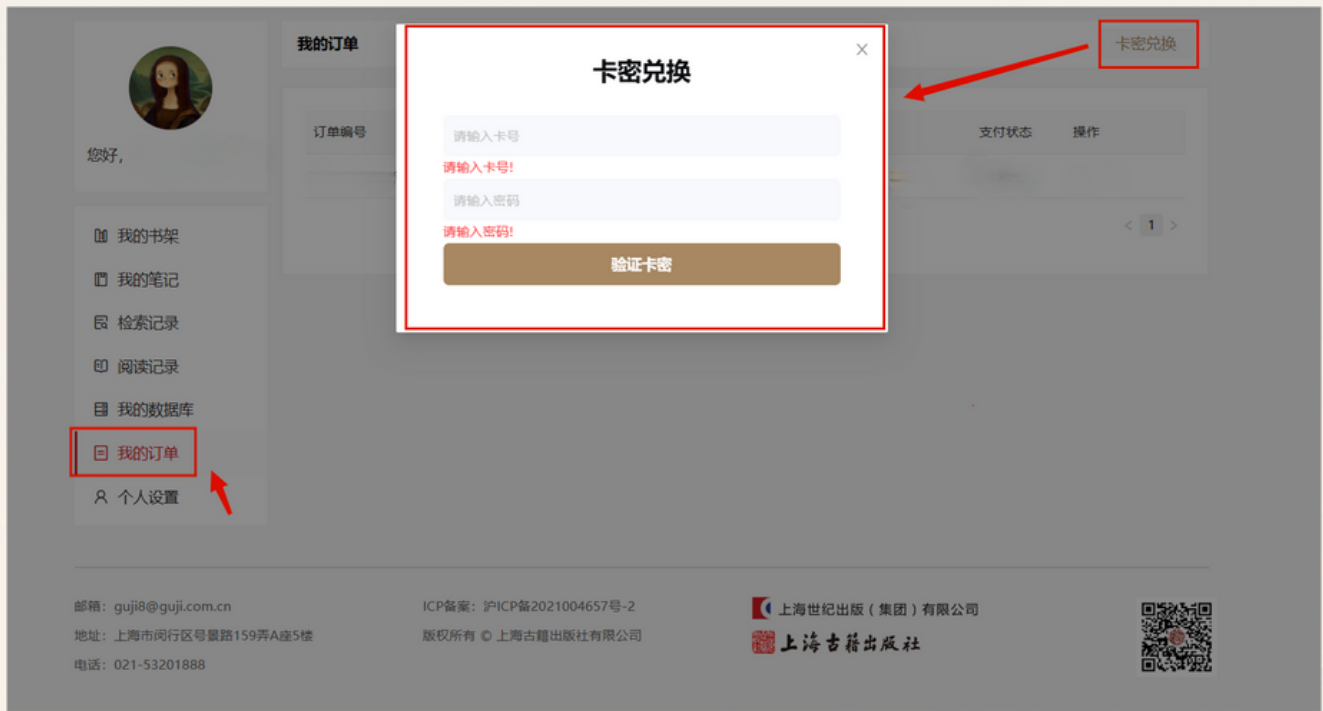 我的订单
卡密兑换
卡密兑换
请输入卡号
请输入卡号!
请输入密码
请输入密码!
验证卡密
您好，
订单编号
支付状态
操作
< 1 >
我的书架
我的笔记
检索记录
阅读记录
我的数据库
我的订单
个人设置
邮箱：guji8@guji.com.cn
地址：上海市闵行区号景路159弄A座5楼
电话：021-53201888
ICP备案：沪ICP备2021004657号-2
版权所有 © 上海古籍出版社有限公司
上海世纪出版（集团）有限公司
上海古籍出版社